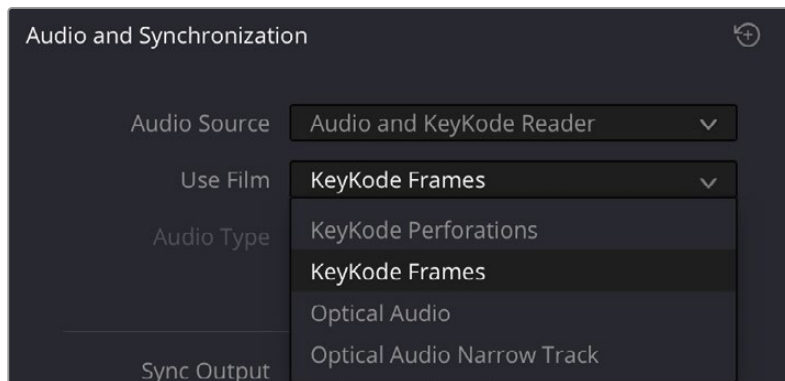 Audio and Synchronization
Audio Source Audio and KeyKode Reader
Use Film KeyKode Frames
Audio Type KeyKode Perforations
KeyKode Frames
Optical Audio
Sync Output Optical Audio Narrow Track